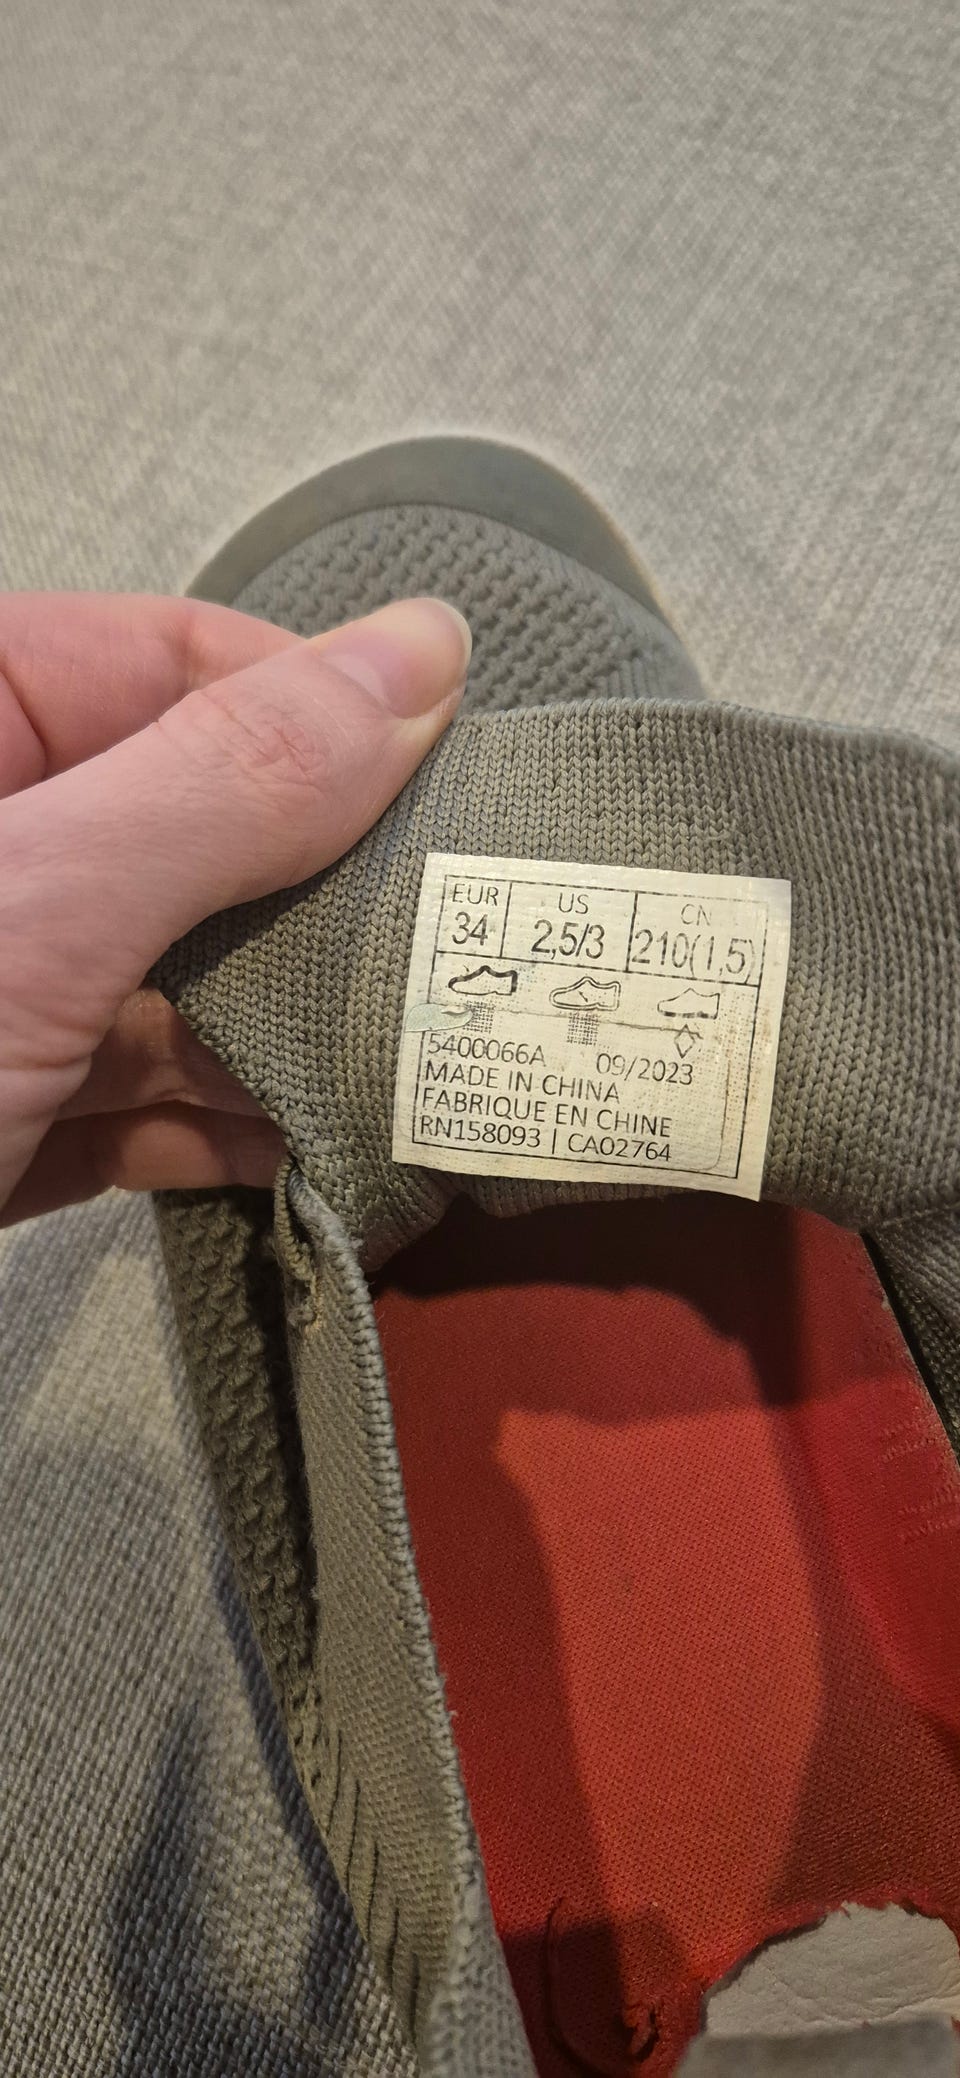 EUR US CN
34 2,5/3 210(1,5)
5400066A 09/2023
MADE IN CHINA
FABRIQUE EN CHINE
RN158093 | CA02764